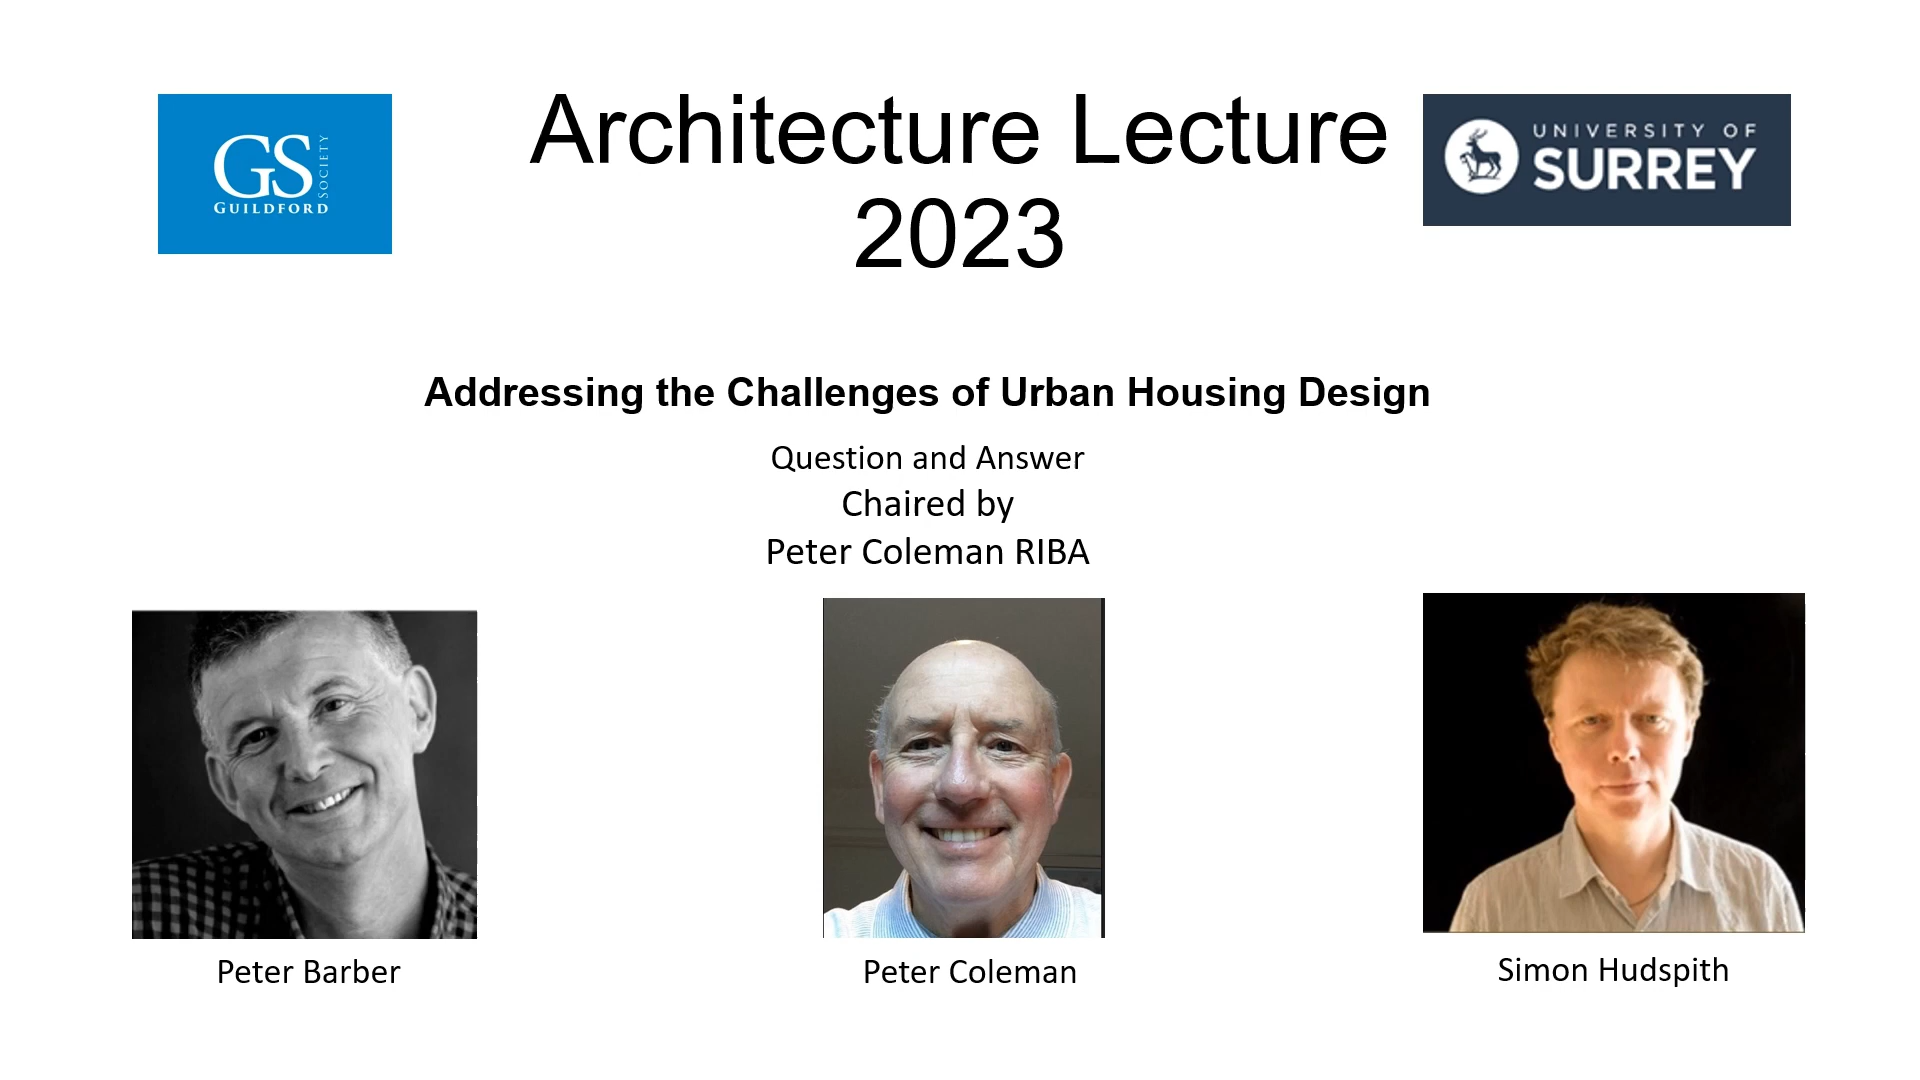 GS SOCIETY
GUILDFORD
Architecture Lecture
2023
UNIVERSITY OF
SURREY
Addressing the Challenges of Urban Housing Design
Question and Answer
Chaired by
Peter Coleman RIBA
Peter Barber
Peter Coleman
Simon Hudspith